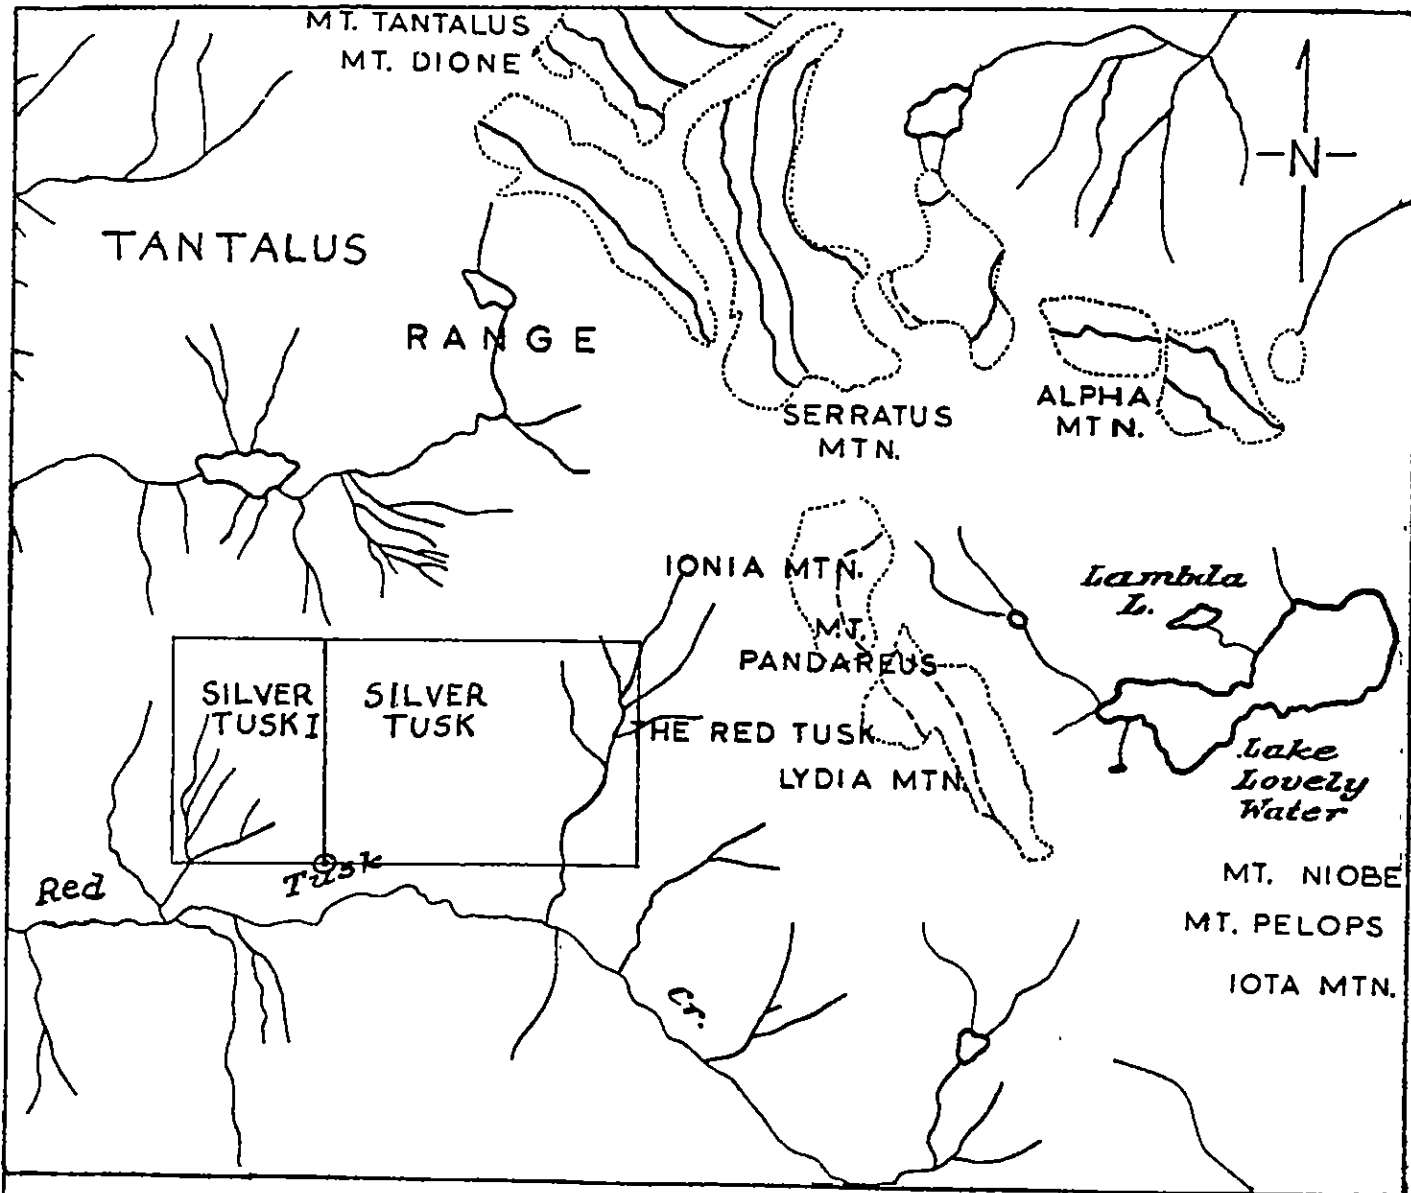 MT. TANTALUS
MT. DIONE
N
TANTALUS
RANGE
SERRATUS
MTN.
ALPHA
MTN.
IONIA MTN.
Lambda
L.
MT.
PANDAREUS
SILVER
TUSK I
SILVER
TUSK
THE RED TUSK
LYDIA MTN.
Lake
Lovely
Water
Red
Tusk
Cr.
MT. NIOBE
MT. PELOPS
IOTA MTN.